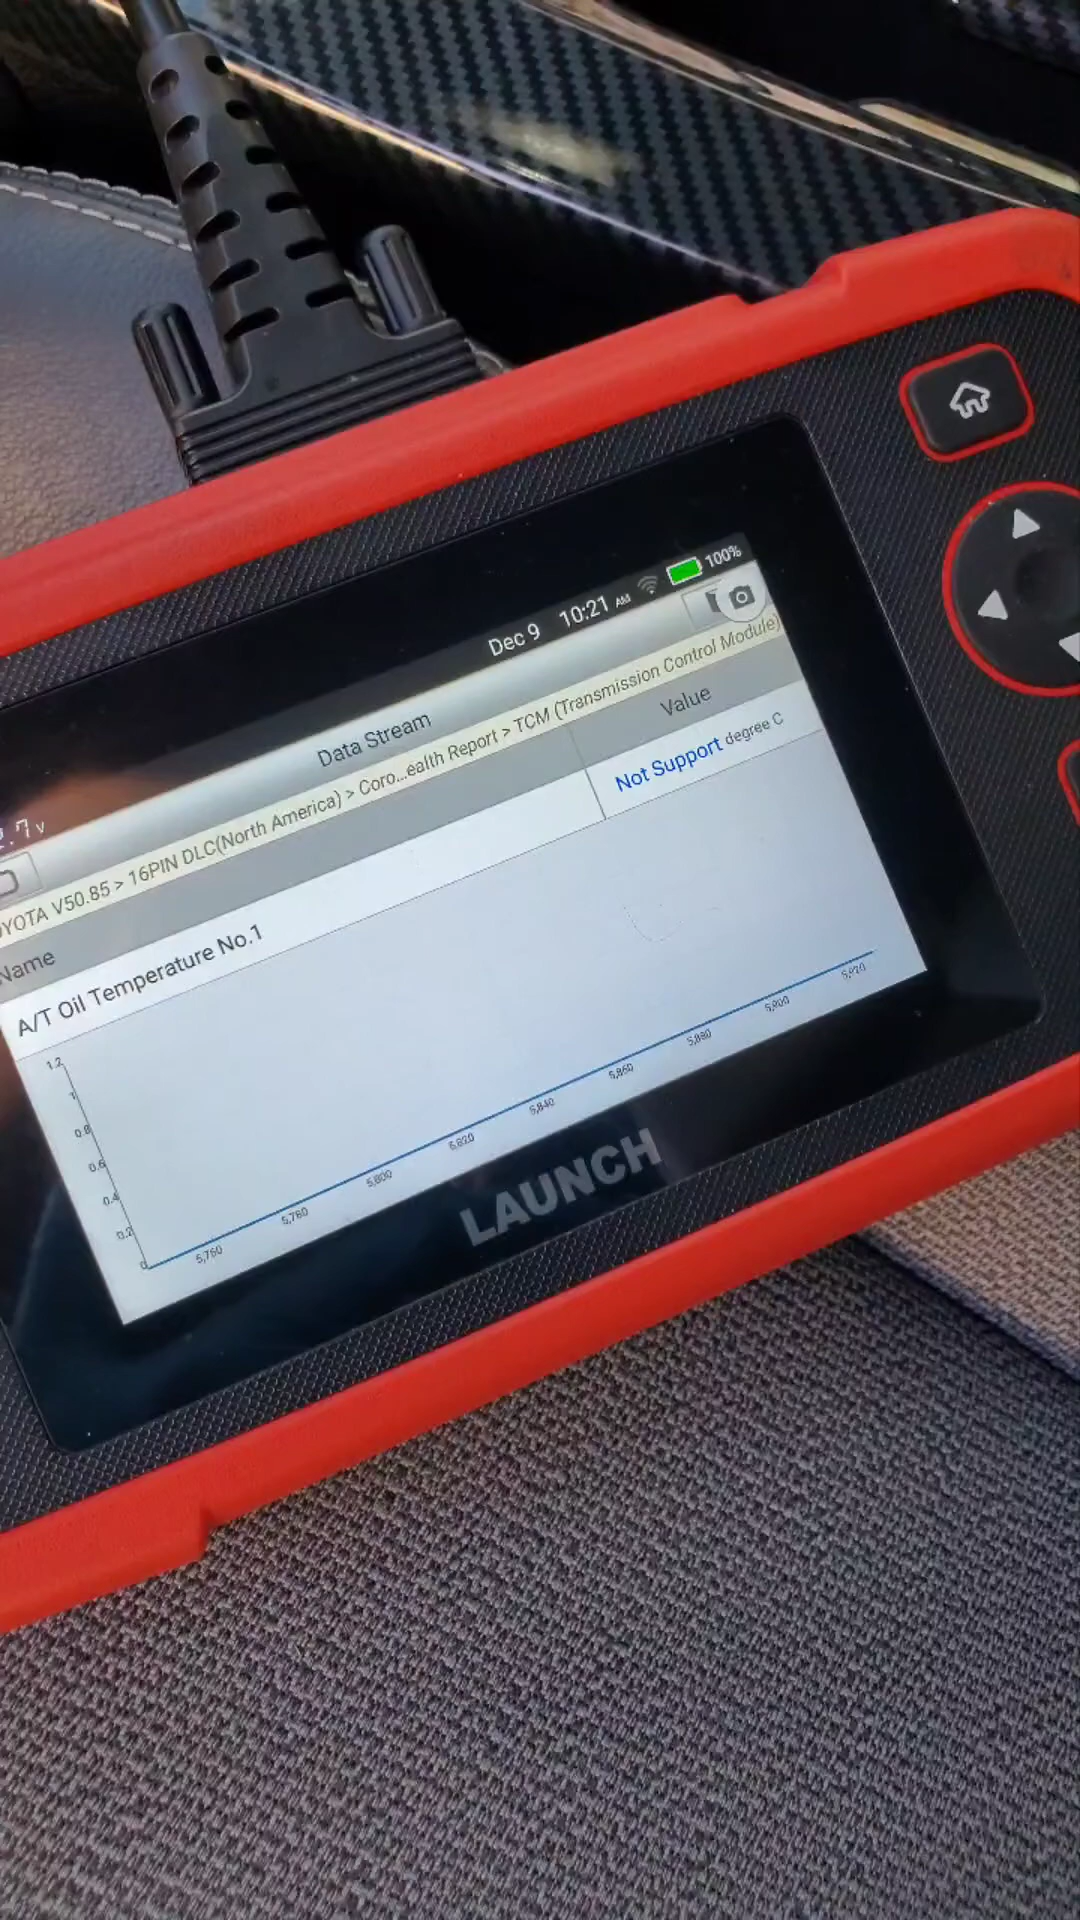 Dec 9 10:21 AM 100%
.7 V
Data Stream
YOTA V50.85 > 16PIN DLC(North America) > Coro...ealth Report > TCM (Transmission Control Module)
Name Value
A/T Oil Temperature No.1 Not Support degree C
1.2
1
0.8
0.6
0.4
0.2
0
5,760 5,780 5,800 5,820 5,840 5,860 5,880 5,900 5,920
LAUNCH